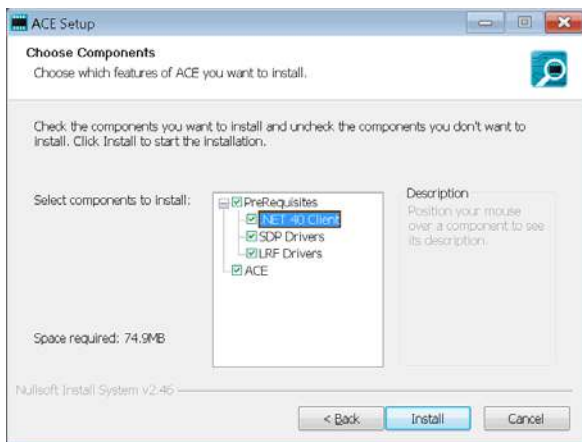 ACE Setup
Choose Components
Choose which features of ACE you want to install.
Check the components you want to install and uncheck the components you don't want to
install. Click Install to start the installation.
Select components to install:
PreRequisites
.NET 40 Client
SDP Drivers
LRF Drivers
ACE
Description
Position your mouse
over a component to see
its description.
Space required: 74.9MB
Nullsoft Install System v2.46
< Back
Install
Cancel